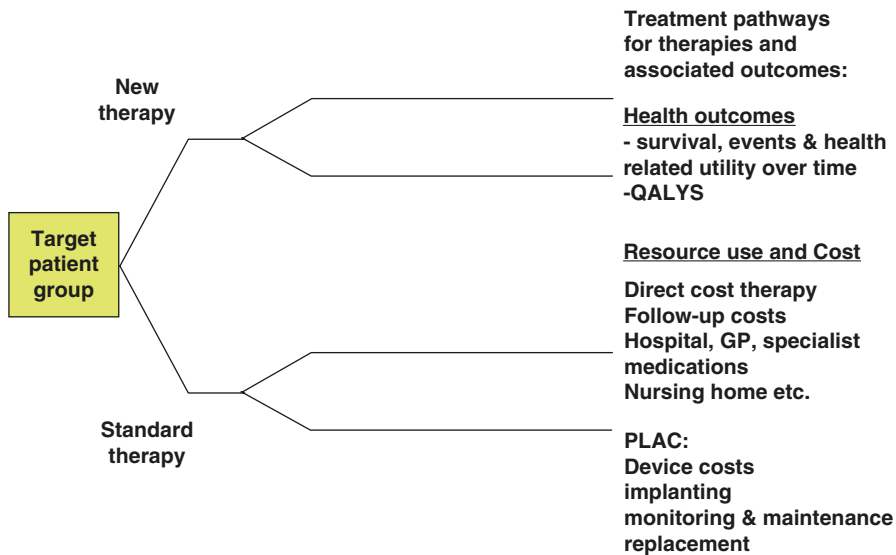 New
therapy
Target
patient
group
Standard
therapy
Treatment pathways
for therapies and
associated outcomes:
Health outcomes
- survival, events & health
related utility over time
-QALYS
Resource use and Cost
Direct cost therapy
Follow-up costs
Hospital, GP, specialist
medications
Nursing home etc.
PLAC:
Device costs
implanting
monitoring & maintenance
replacement